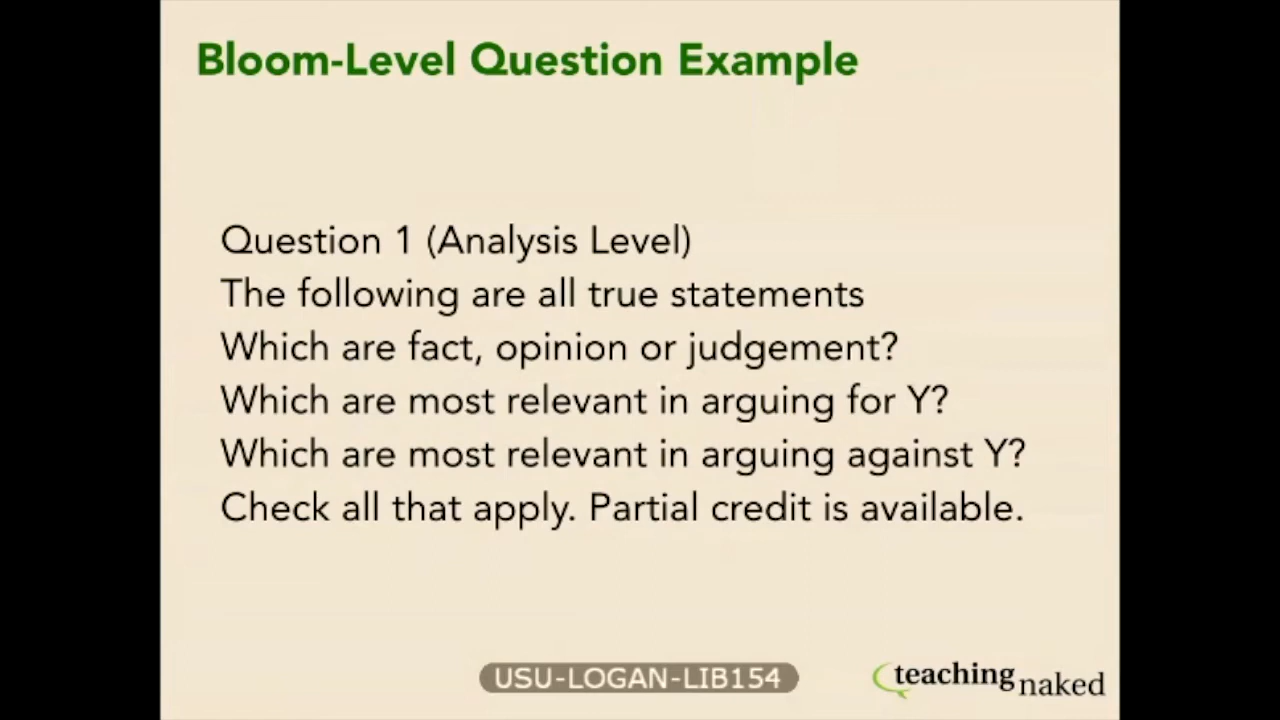 Bloom-Level Question Example
Question 1 (Analysis Level)
The following are all true statements
Which are fact, opinion or judgement?
Which are most relevant in arguing for Y?
Which are most relevant in arguing against Y?
Check all that apply. Partial credit is available.
USU-LOGAN-LIB154
teaching naked